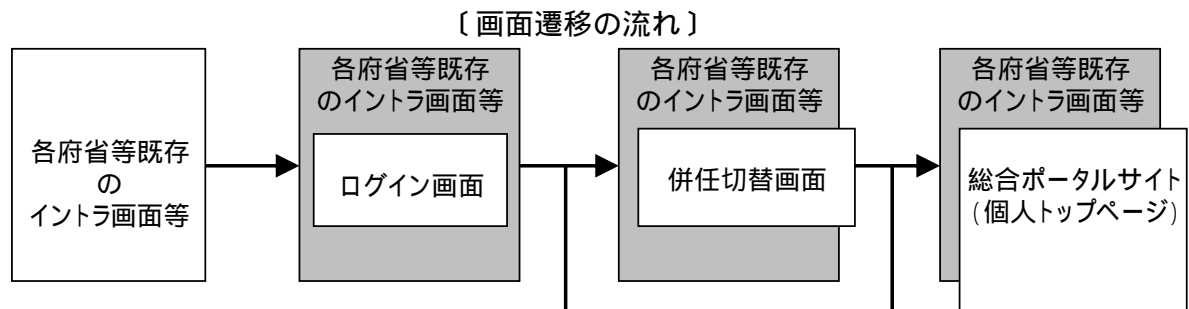 〔画面遷移の流れ〕
各府省等既存
の
イントラ画面等
各府省等既存
のイントラ画面等
ログイン画面
各府省等既存
のイントラ画面等
併任切替画面
各府省等既存
のイントラ画面等
総合ポータルサイト
(個人トップページ)